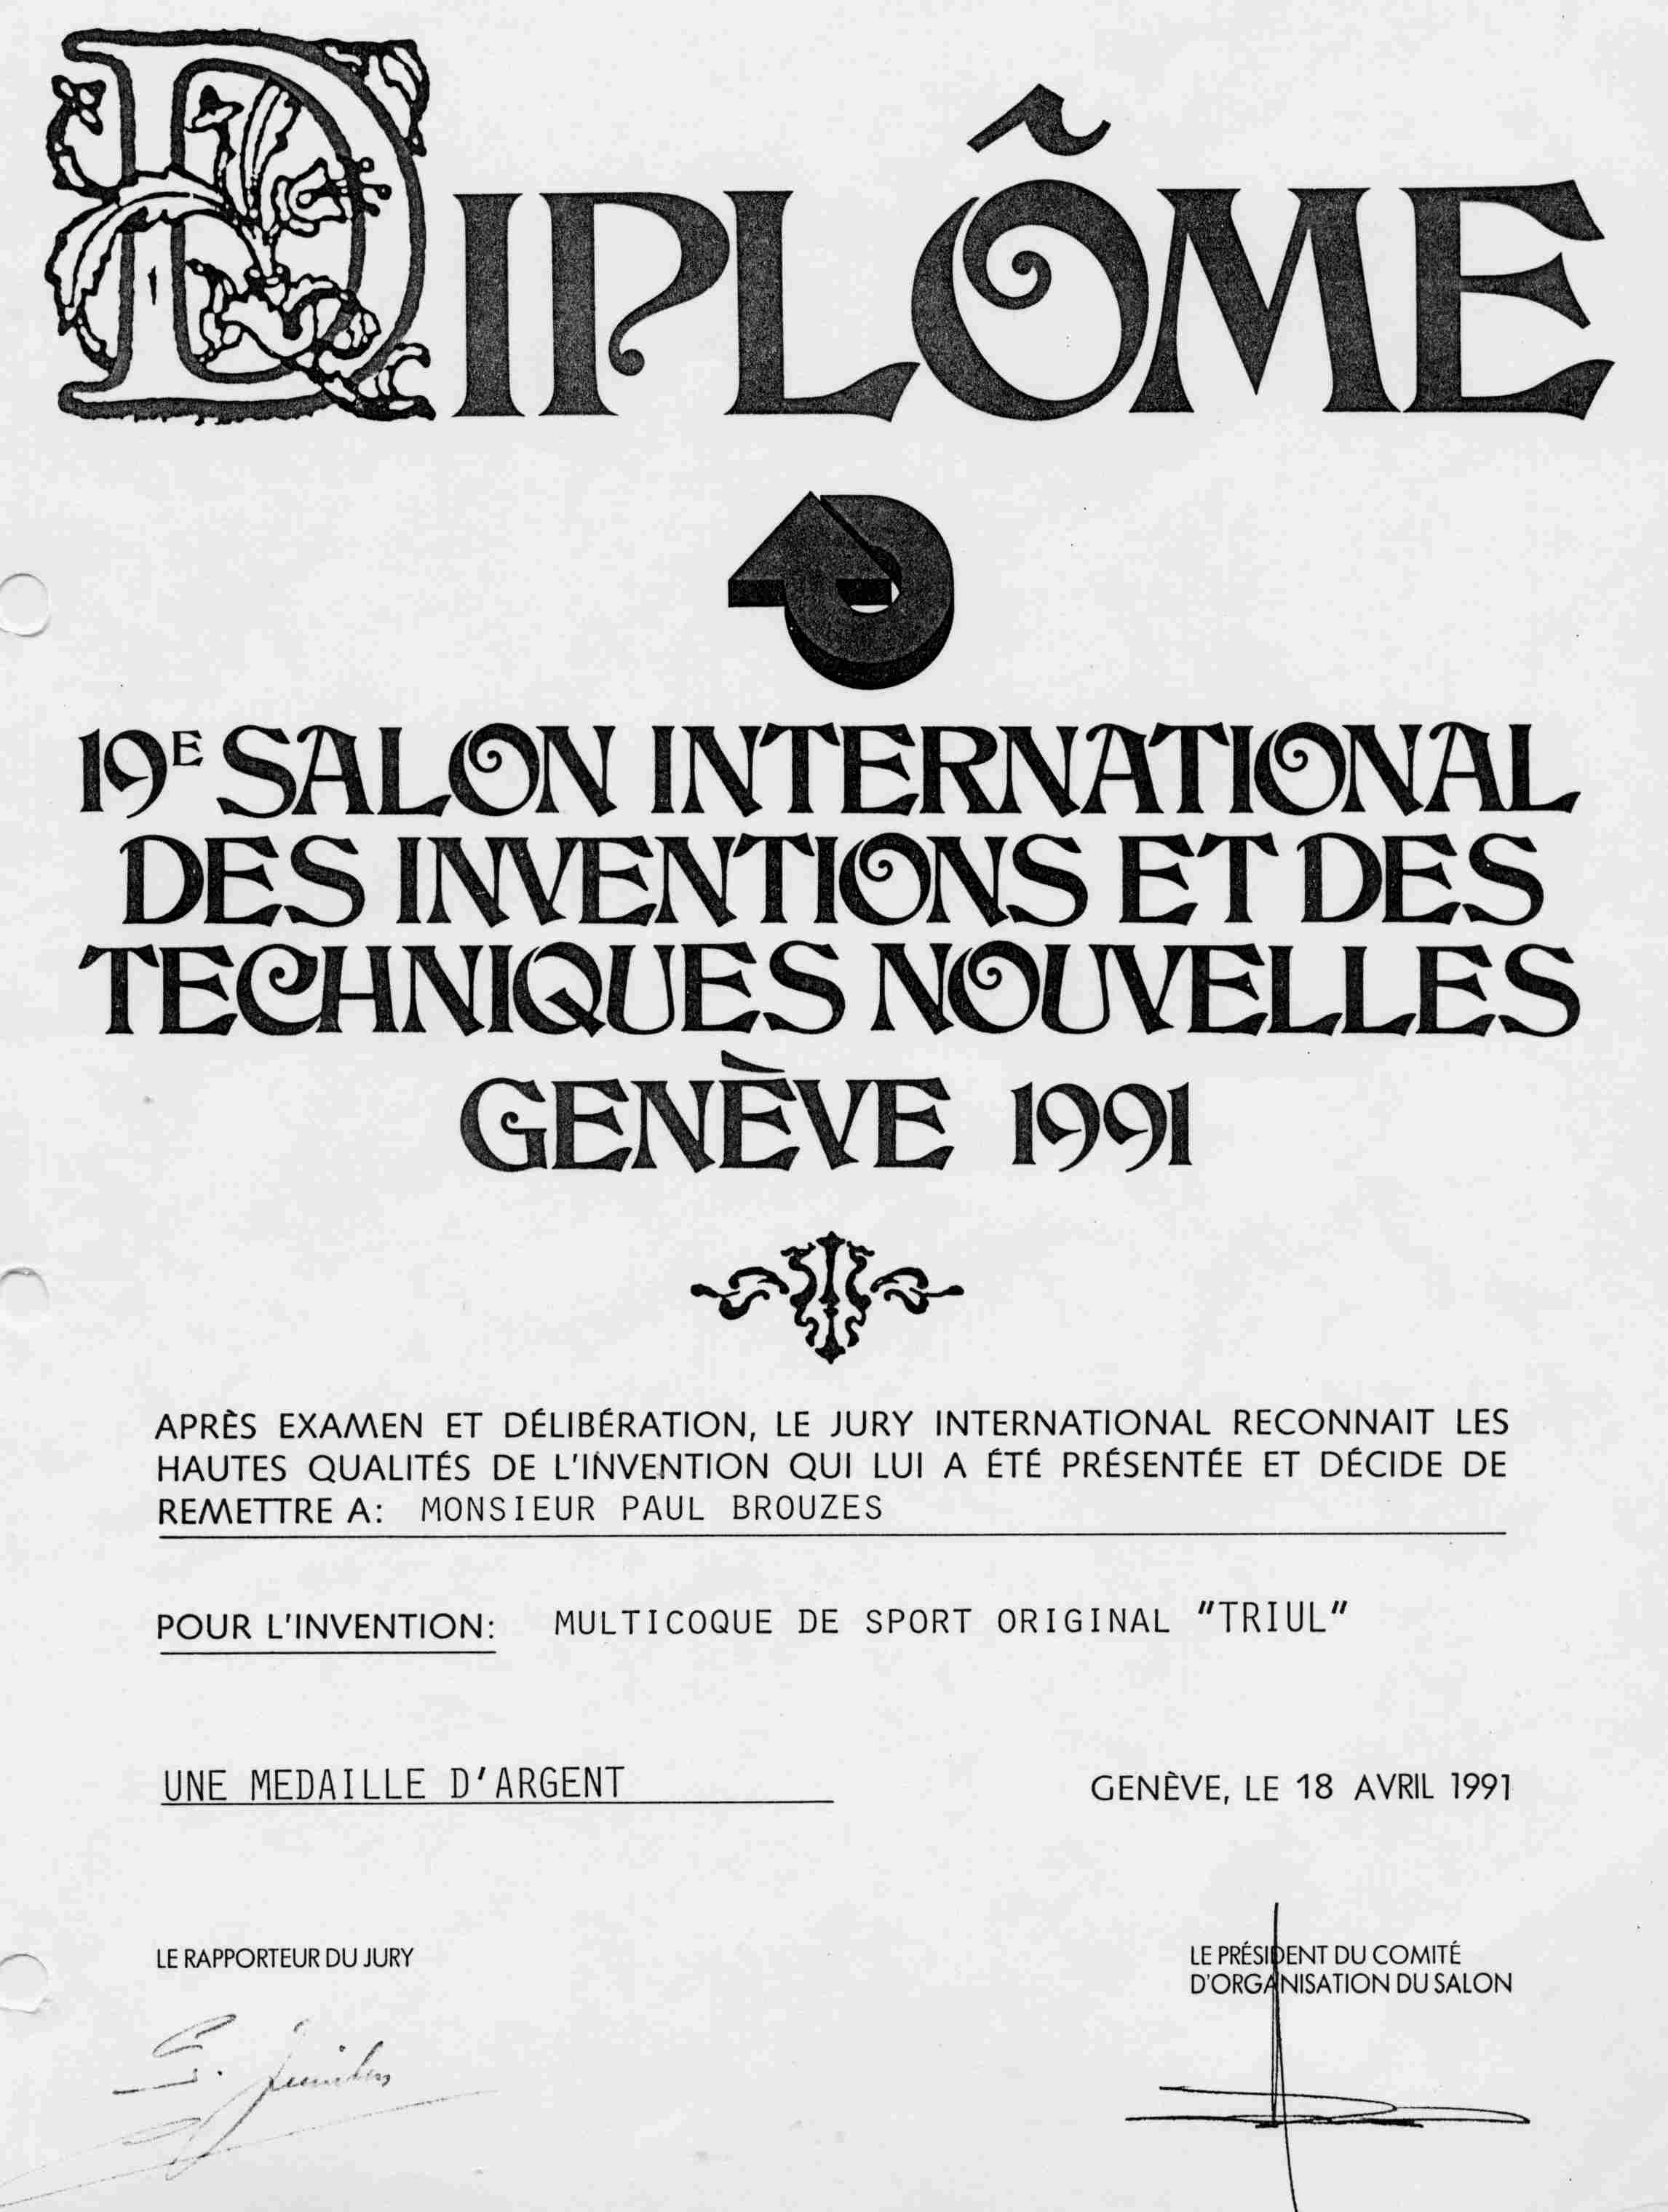 DIPLÔME
19E SALON INTERNATIONAL
DES INVENTIONS ET DES
TECHNIQUES NOUVELLES
GENÈVE 1991
APRÈS EXAMEN ET DÉLIBÉRATION, LE JURY INTERNATIONAL RECONNAIT LES
HAUTES QUALITÉS DE L'INVENTION QUI LUI A ÉTÉ PRÉSENTÉE ET DÉCIDE DE
REMETTRE A: MONSIEUR PAUL BROUZES
POUR L'INVENTION: MULTICOQUE DE SPORT ORIGINAL "TRIUL"
UNE MEDAILLE D'ARGENT
GENÈVE, LE 18 AVRIL 1991
LE RAPPORTEUR DU JURY
LE PRÉSIDENT DU COMITÉ
D'ORGANISATION DU SALON